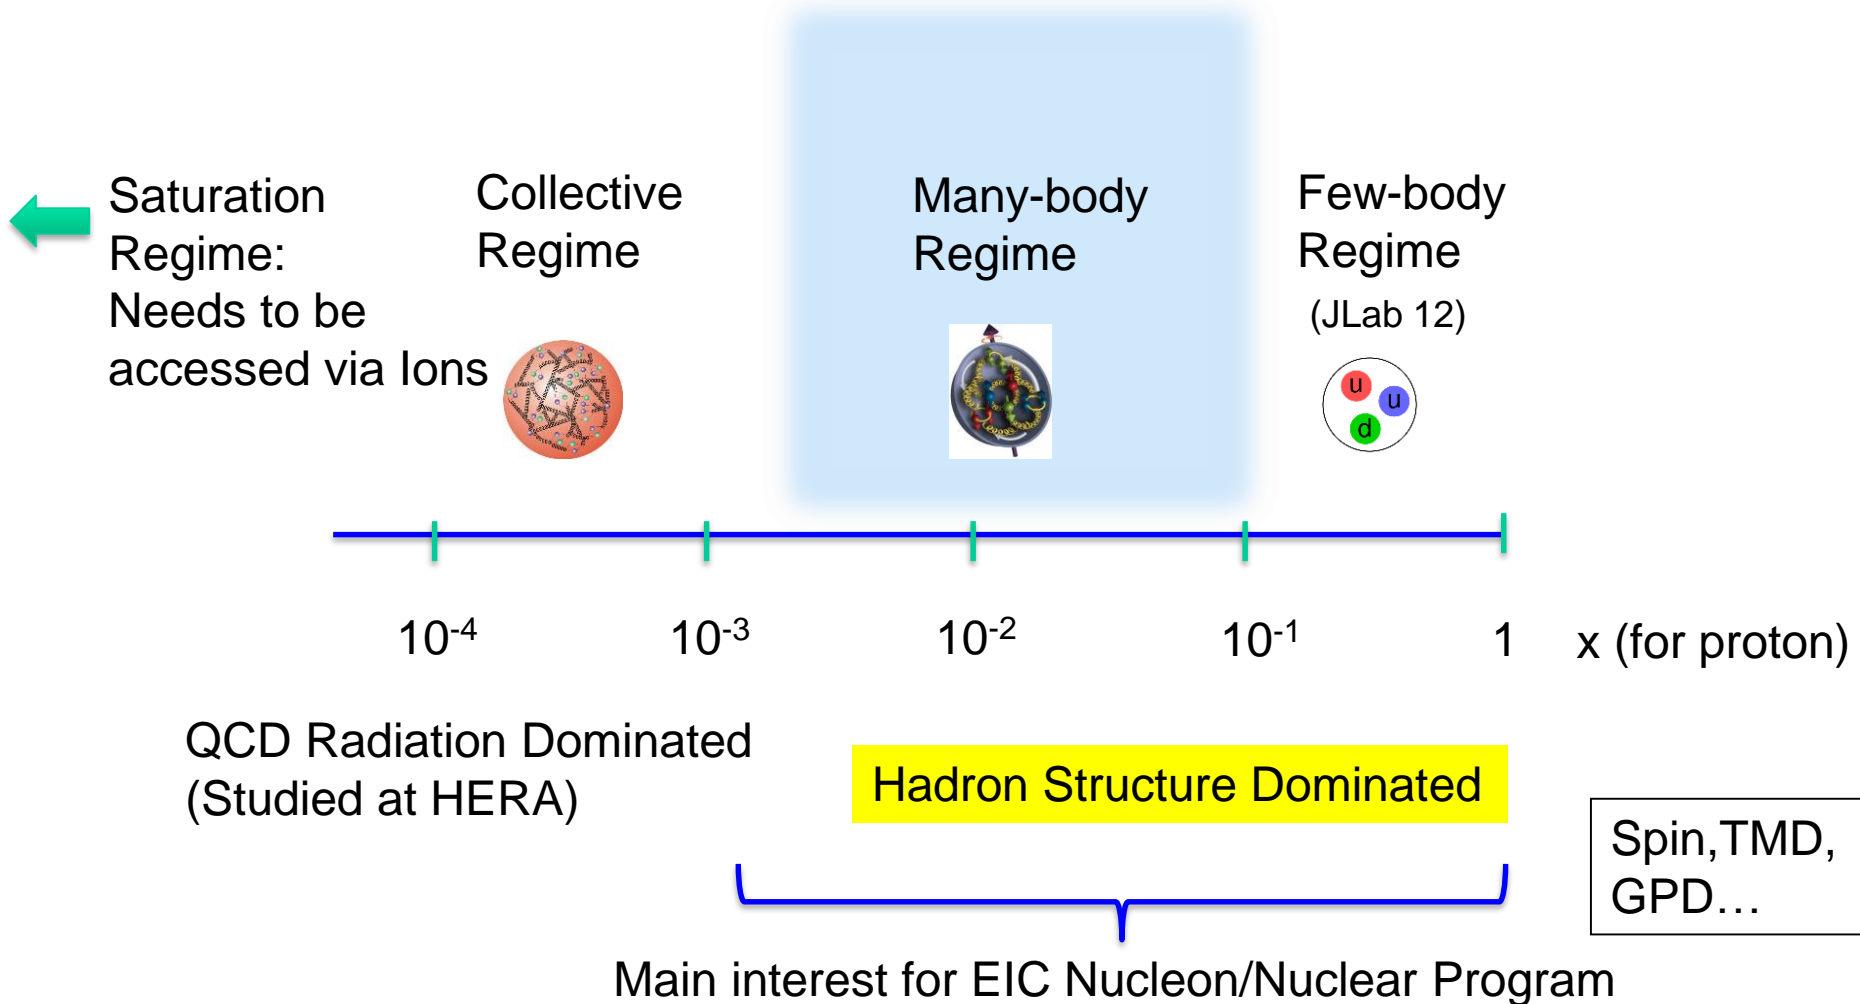 Saturation
Regime:
Needs to be
accessed via Ions
Collective
Regime
Many-body
Regime
Few-body
Regime
(JLab 12)
u
u
d
10⁻⁴
10⁻³
10⁻²
10⁻¹
1
x (for proton)
QCD Radiation Dominated
(Studied at HERA)
Hadron Structure Dominated
Spin,TMD,
GPD…
Main interest for EIC Nucleon/Nuclear Program